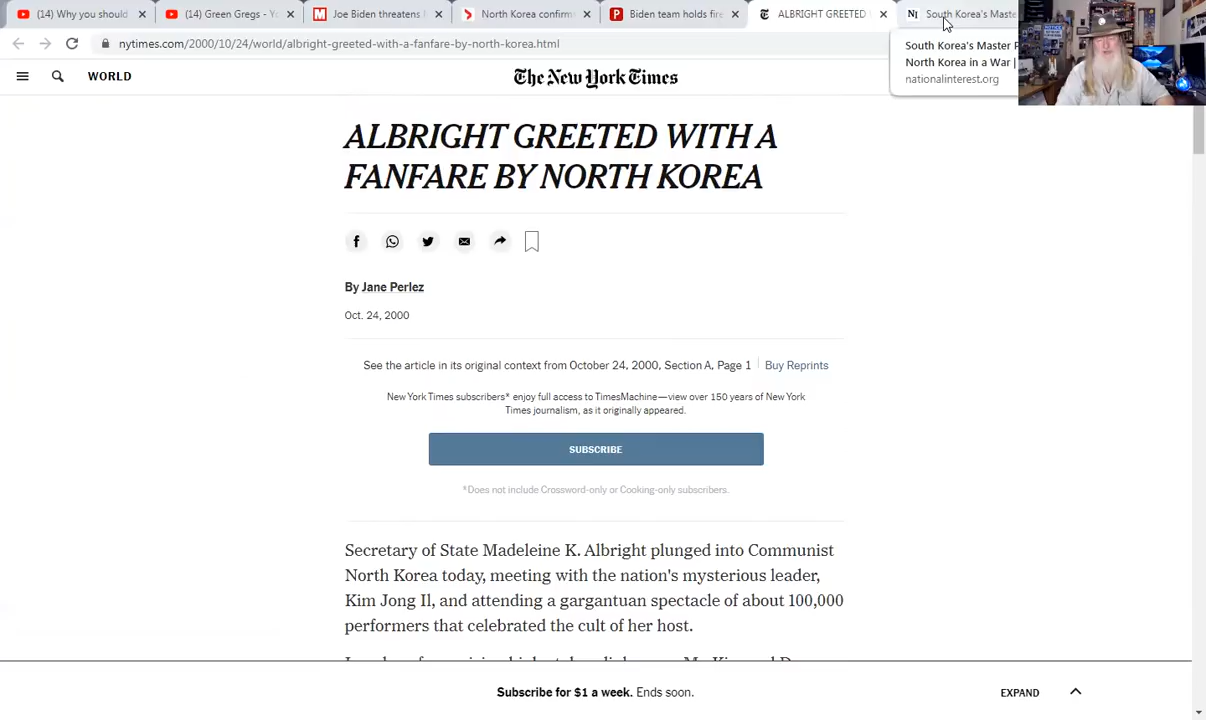 (14) Why you should
(14) Green Gregs - Y
Joe Biden threatens
North Korea confirm
Biden team holds fire
ALBRIGHT GREETED
South Korea's Maste
nytimes.com/2000/10/24/world/albright-greeted-with-a-fanfare-by-north-korea.html
South Korea's Master P
North Korea in a War |
nationalinterest.org
WORLD
The New York Times
ALBRIGHT GREETED WITH A
FANFARE BY NORTH KOREA
By Jane Perlez
Oct. 24, 2000
See the article in its original context from October 24, 2000, Section A, Page 1
Buy Reprints
New York Times subscribers* enjoy full access to TimesMachine—view over 150 years of New York
Times journalism, as it originally appeared.
SUBSCRIBE
*Does not include Crossword-only or Cooking-only subscribers.
Secretary of State Madeleine K. Albright plunged into Communist
North Korea today, meeting with the nation's mysterious leader,
Kim Jong Il, and attending a gargantuan spectacle of about 100,000
performers that celebrated the cult of her host.
Subscribe for $1 a week. Ends soon.
EXPAND